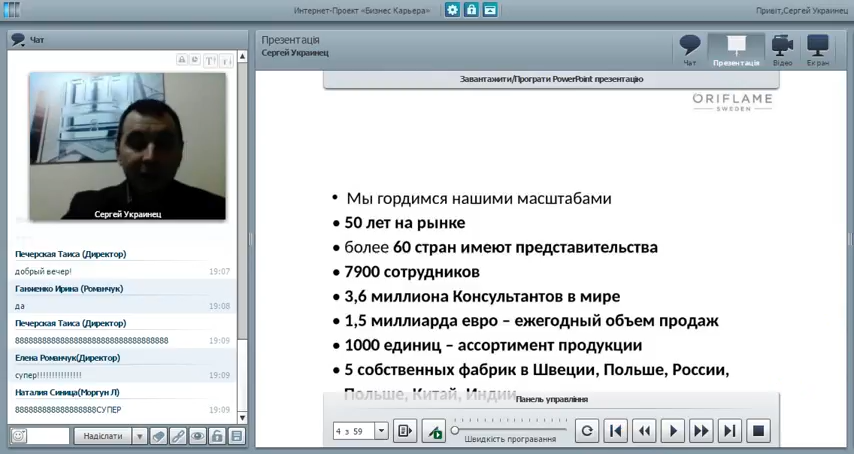 Интернет-Проект «Бизнес Карьера»
Привіт,Сергей Украинец
Чат
Сергей Украинец
Печерская Таиса (Директор)
добрый вечер!
19:07
Ганженко Ирина (Романчук)
да
19:08
Печерская Таиса (Директор)
19:09
Елена Романчук(Директор)
супер!!!!!!!!!!!!!!!
19:09
Наталия Синица(Моргун Л)
19:09
Надіслати
Презентація
Сергей Украинец
Чат
Презентація
Відео
Екран
Завантажити/Програти PowerPoint презентацію
ORIFLAME
SWEDEN
• Мы гордимся нашими масштабами
• 50 лет на рынке
• более 60 стран имеют представительства
• 7900 сотрудников
• 3,6 миллиона Консультантов в мире
• 1,5 миллиарда евро – ежегодный объем продаж
• 1000 единиц – ассортимент продукции
• 5 собственных фабрик в Швеции, Польше, России,
Польше, Китай, Индии
Панель управління
4 з 59
Швидкість програвання